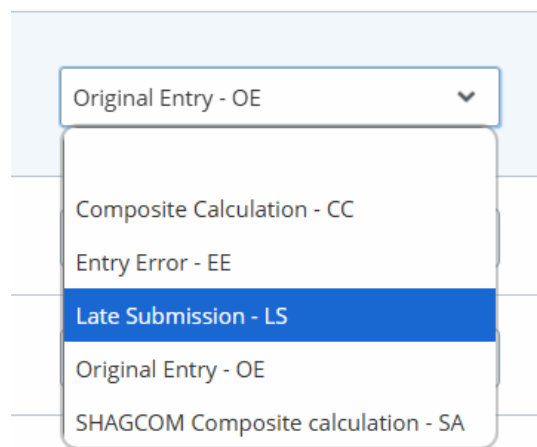 Original Entry - OE
Composite Calculation - CC
Entry Error - EE
Late Submission - LS
Original Entry - OE
SHAGCOM Composite calculation - SA